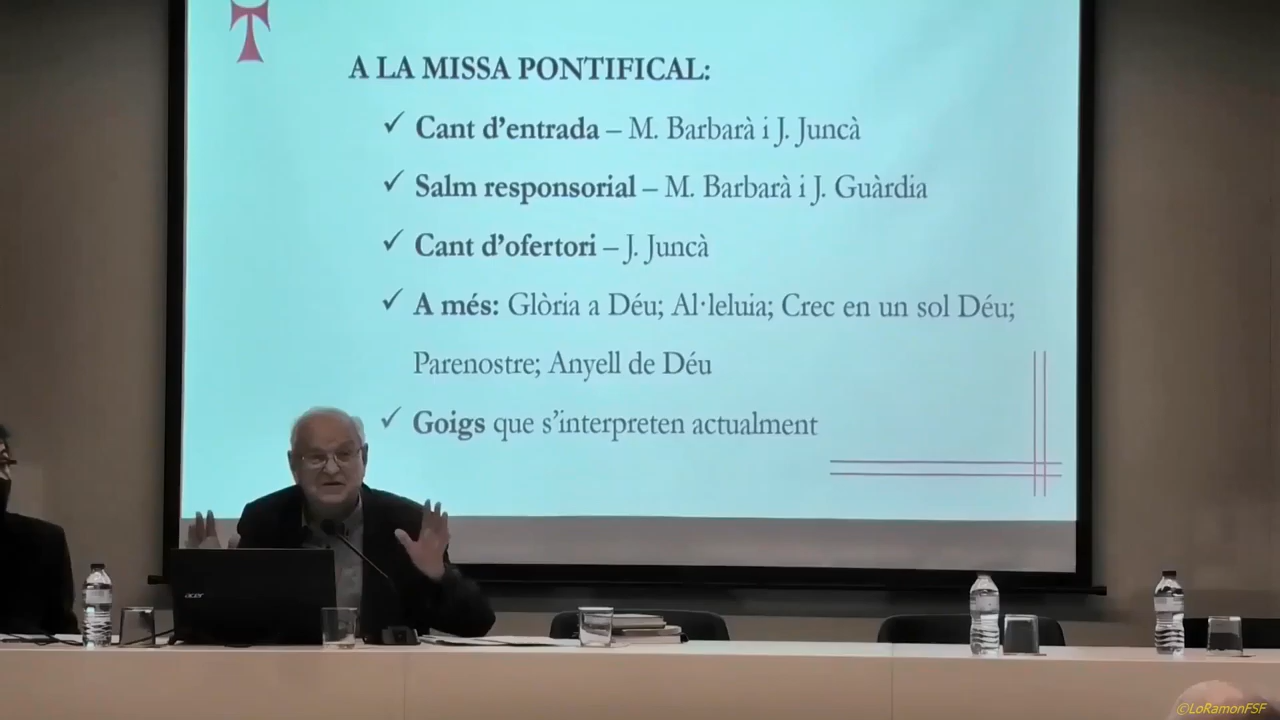 A LA MISSA PONTIFICAL:
✓ Cant d'entrada – M. Barbarà i J. Juncà
✓ Salm responsorial – M. Barbarà i J. Guàrdia
✓ Cant d'ofertori – J. Juncà
✓ A més: Glòria a Déu; Al·leluia; Crec en un sol Déu;
Parenostre; Anyell de Déu
✓ Goigs que s'interpreten actualment
acer
©LoRamonFSF